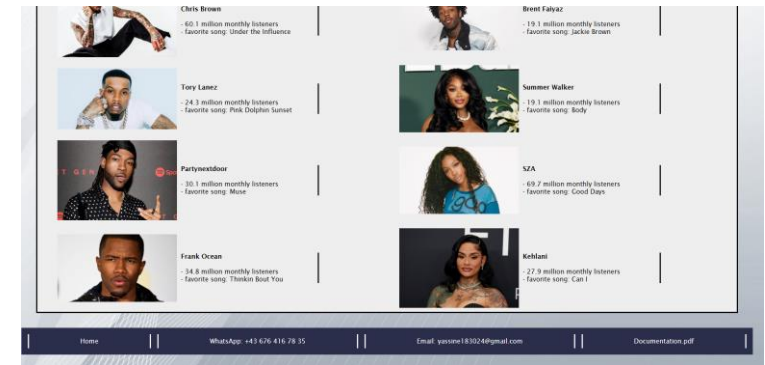 Chris Brown
- 60.1 million monthly listeners
- favorite song: Under the Influence
Brent Faiyaz
- 19.1 million monthly listeners
- favorite song: Jackie Brown
Tory Lanez
- 24.3 million monthly listeners
- favorite song: Pink Dolphin Sunset
Summer Walker
- 19.1 million monthly listeners
- favorite song: Body
Partynextdoor
- 30.1 million monthly listeners
- favorite song: Muse
SZA
- 69.7 million monthly listeners
- favorite song: Good Days
Frank Ocean
- 34.8 million monthly listeners
- favorite song: Thinkin Bout You
Kehlani
- 27.9 million monthly listeners
- favorite song: Can I
Home
WhatsApp: +43 676 416 78 35
Email: yassine183024@gmail.com
Documentation.pdf